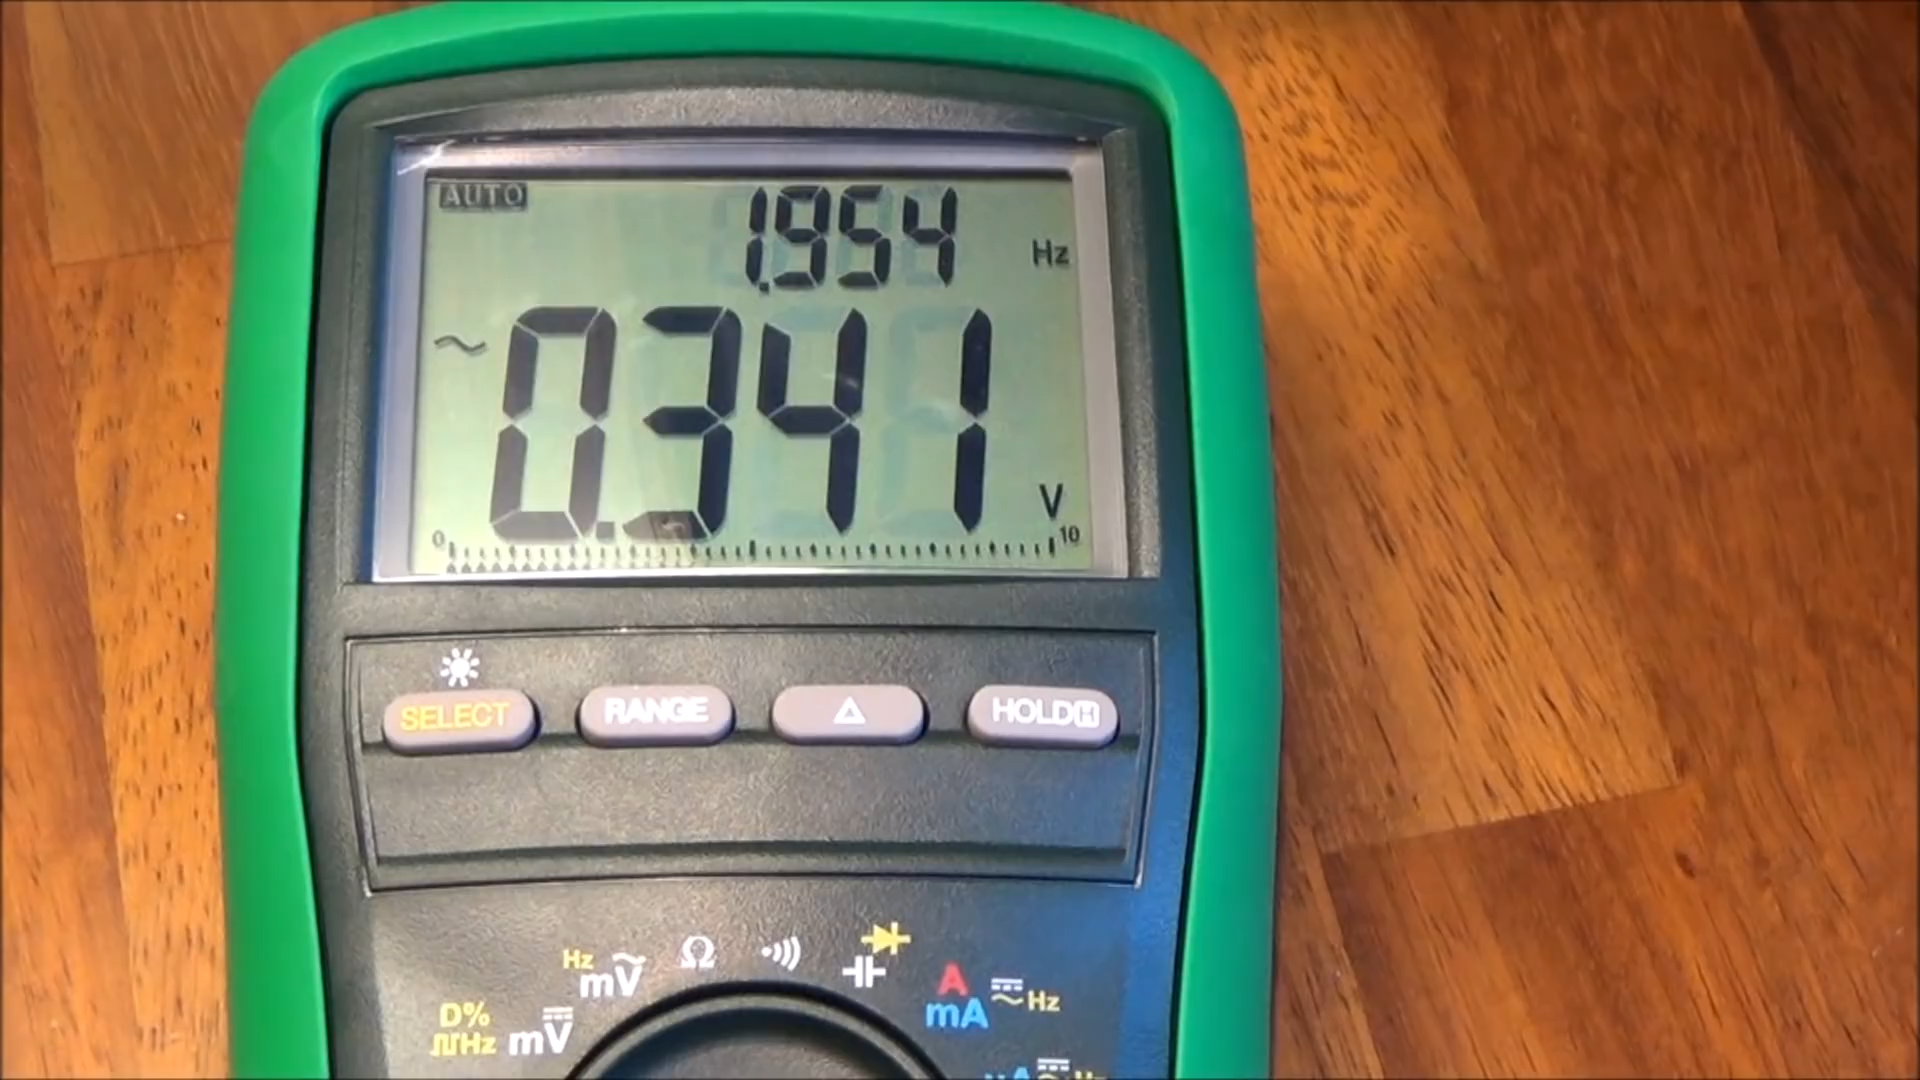 AUTO
1.954 Hz
~ 0.341 V
0 10
SELECT RANGE △ HOLD H
Hz mV Ω
D% Hz mV
A mA Hz